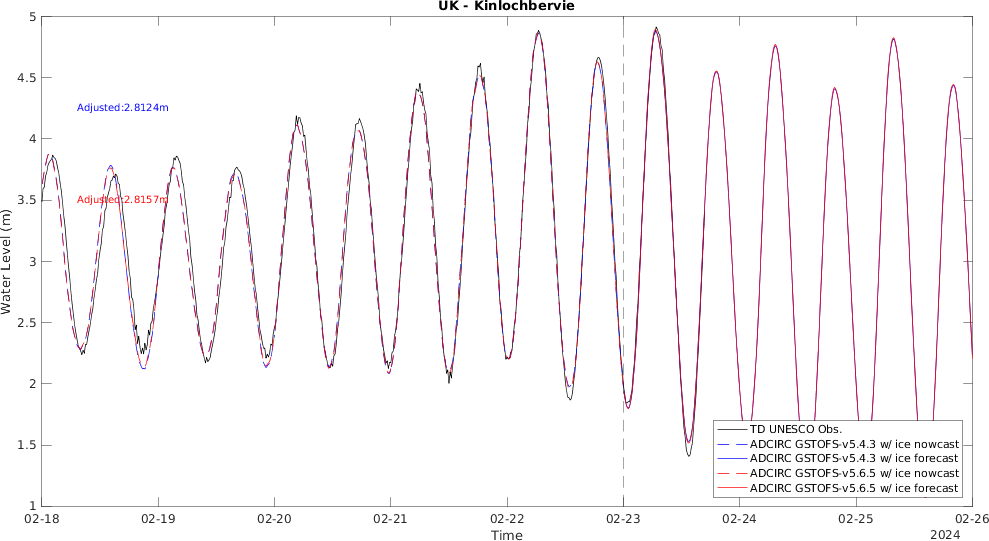 UK - Kinlochbervie
5
4.5
4
3.5
3
2.5
2
1.5
1
Water Level (m)
Adjusted:2.8124m
Adjusted:2.8157m
TD UNESCO Obs.
ADCIRC GSTOFS-v5.4.3 w/ ice nowcast
ADCIRC GSTOFS-v5.4.3 w/ ice forecast
ADCIRC GSTOFS-v5.6.5 w/ ice nowcast
ADCIRC GSTOFS-v5.6.5 w/ ice forecast
02-18 02-19 02-20 02-21 02-22 02-23 02-24 02-25 02-26
Time
2024